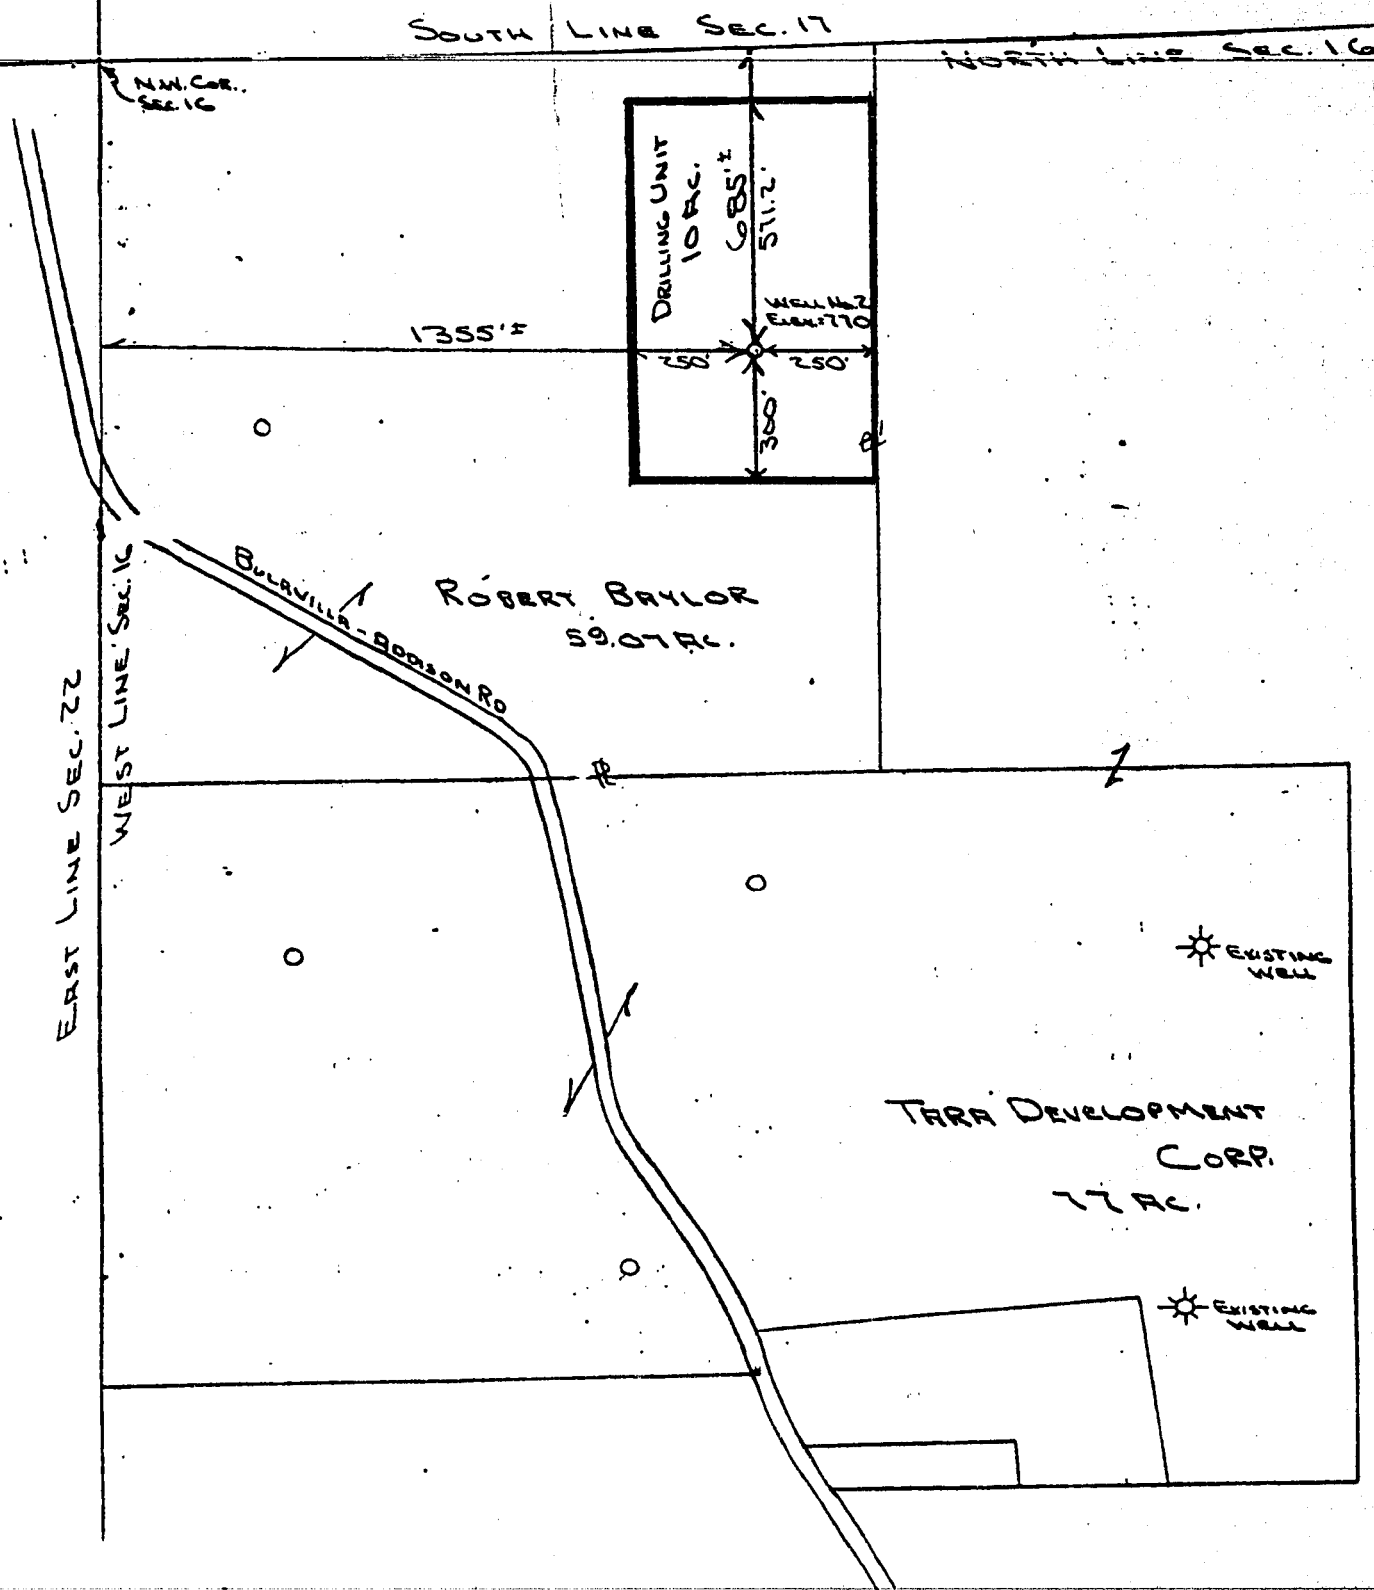 SOUTH LINE SEC. 17
NORTH LINE SEC. 16
N.W. COR.
SEC. 16
DRILLING UNIT
10 AC.
685'±
571.2'
WELL No. 2
ELEV=770
1355'±
250'
250'
300'
BULAVILLA-ADDISON RD
ROBERT BAYLOR
59.07 AC.
EAST LINE SEC. 22
WEST LINE SEC. 16
EXISTING
WELL
TARA DEVELOPMENT
CORP.
77 AC.
EXISTING
WELL